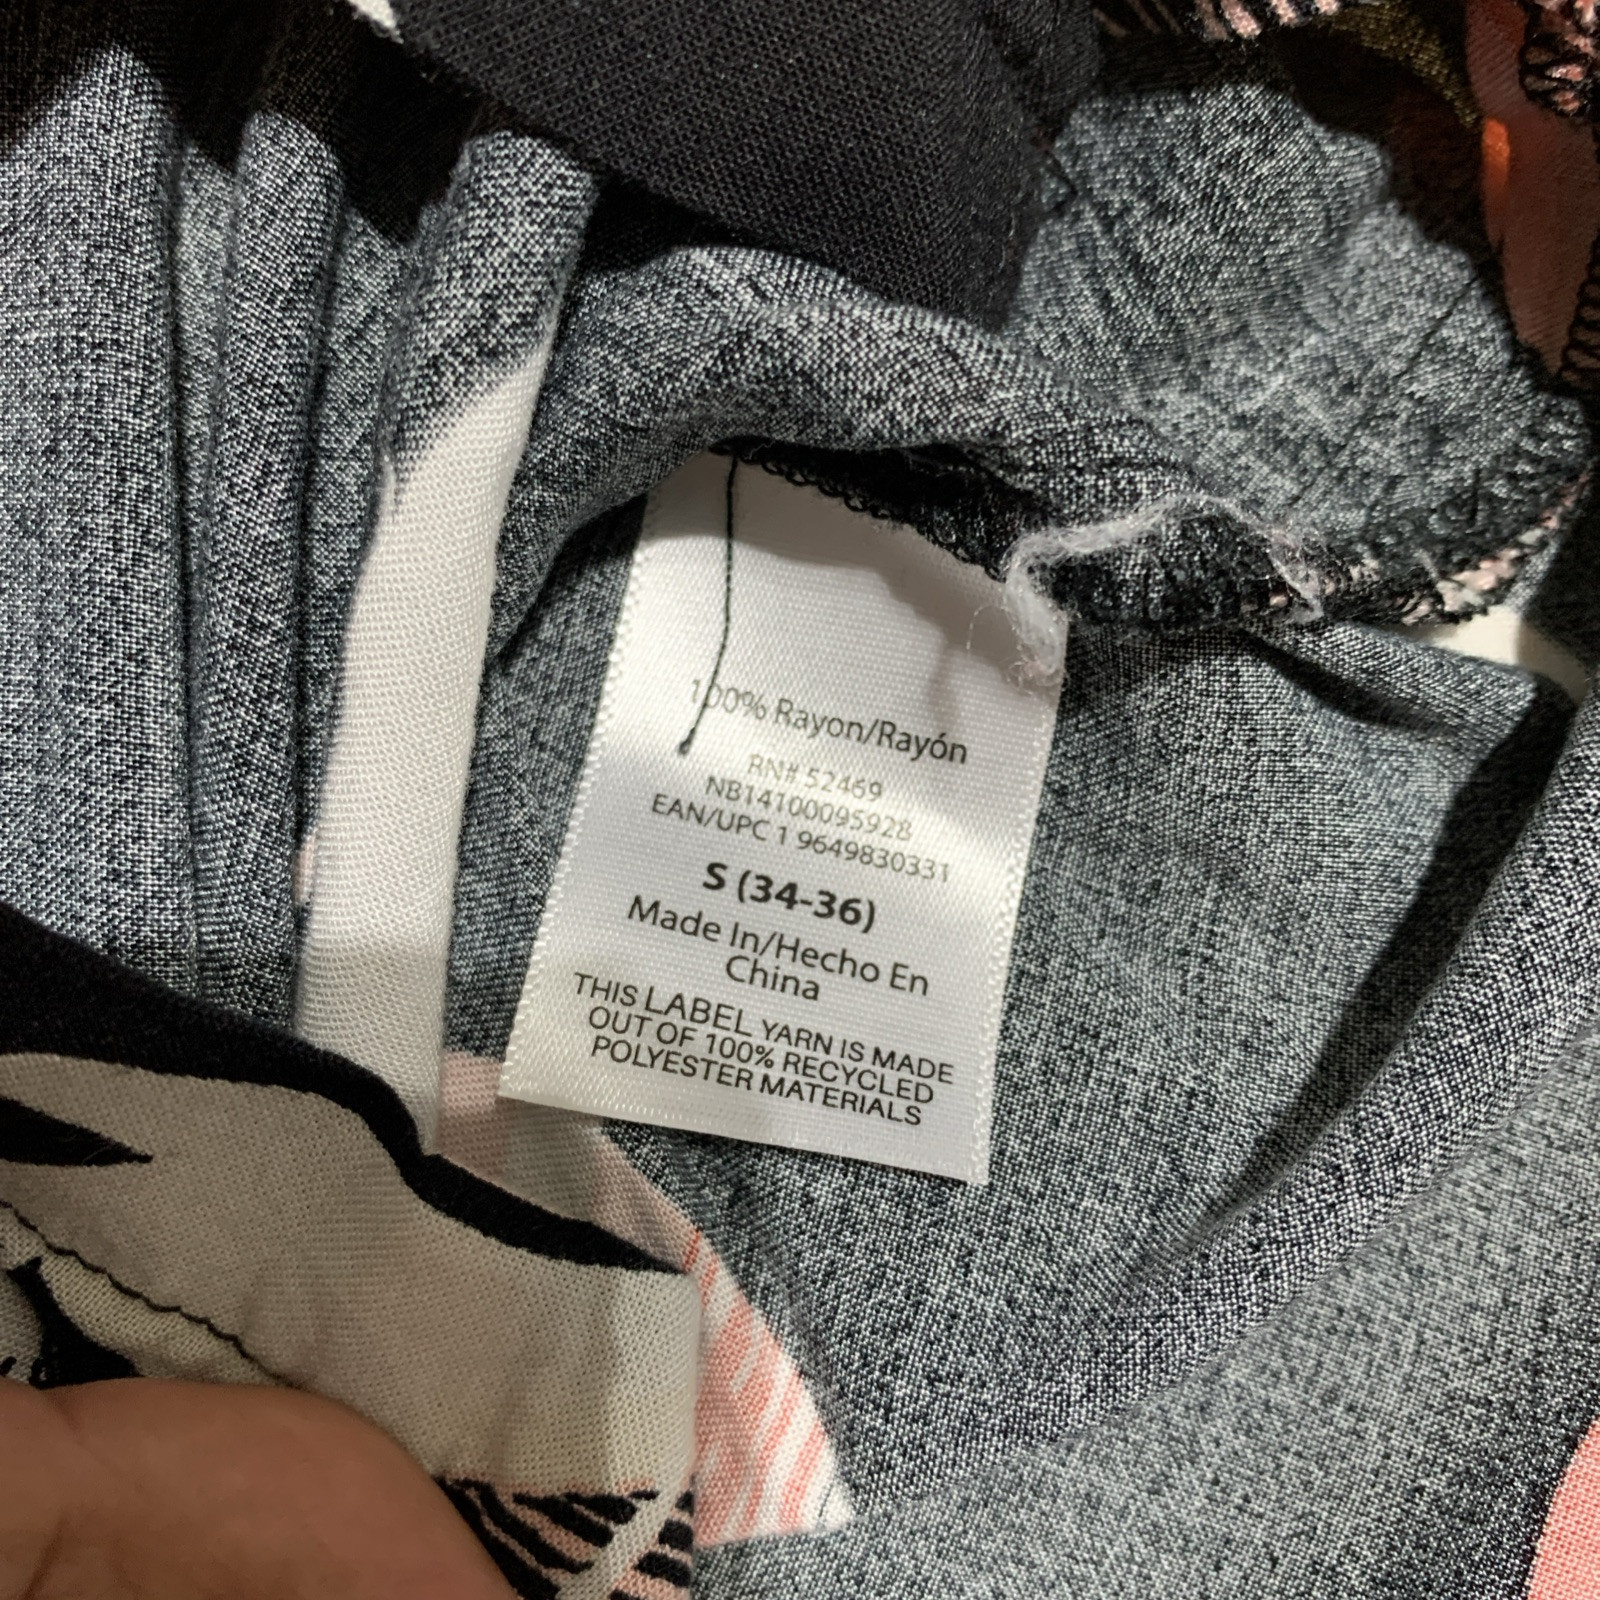 100% Rayon/Rayón
RN# 52469
NB14100095928
EAN/UPC 1 9649830331
S (34-36)
Made In/Hecho En
China
THIS LABEL YARN IS MADE
OUT OF 100% RECYCLED
POLYESTER MATERIALS